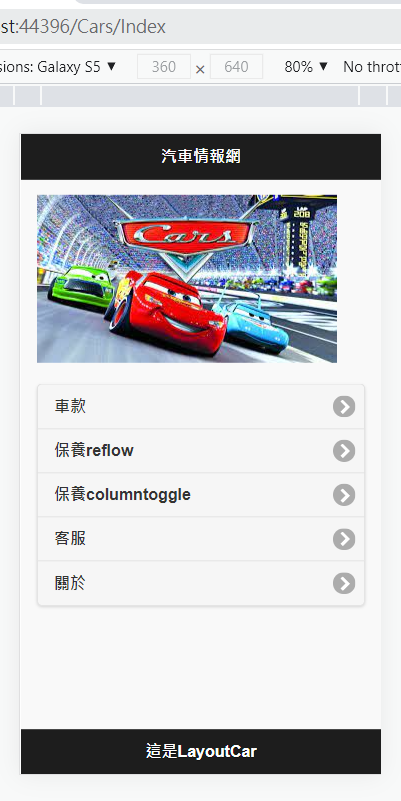 st:44396/Cars/Index
sions: Galaxy S5 ▼ 360 × 640 80% ▼ No thrott
汽車情報網
LAP
208
Cars
車款
保養reflow
保養columntoggle
客服
關於
這是LayoutCar